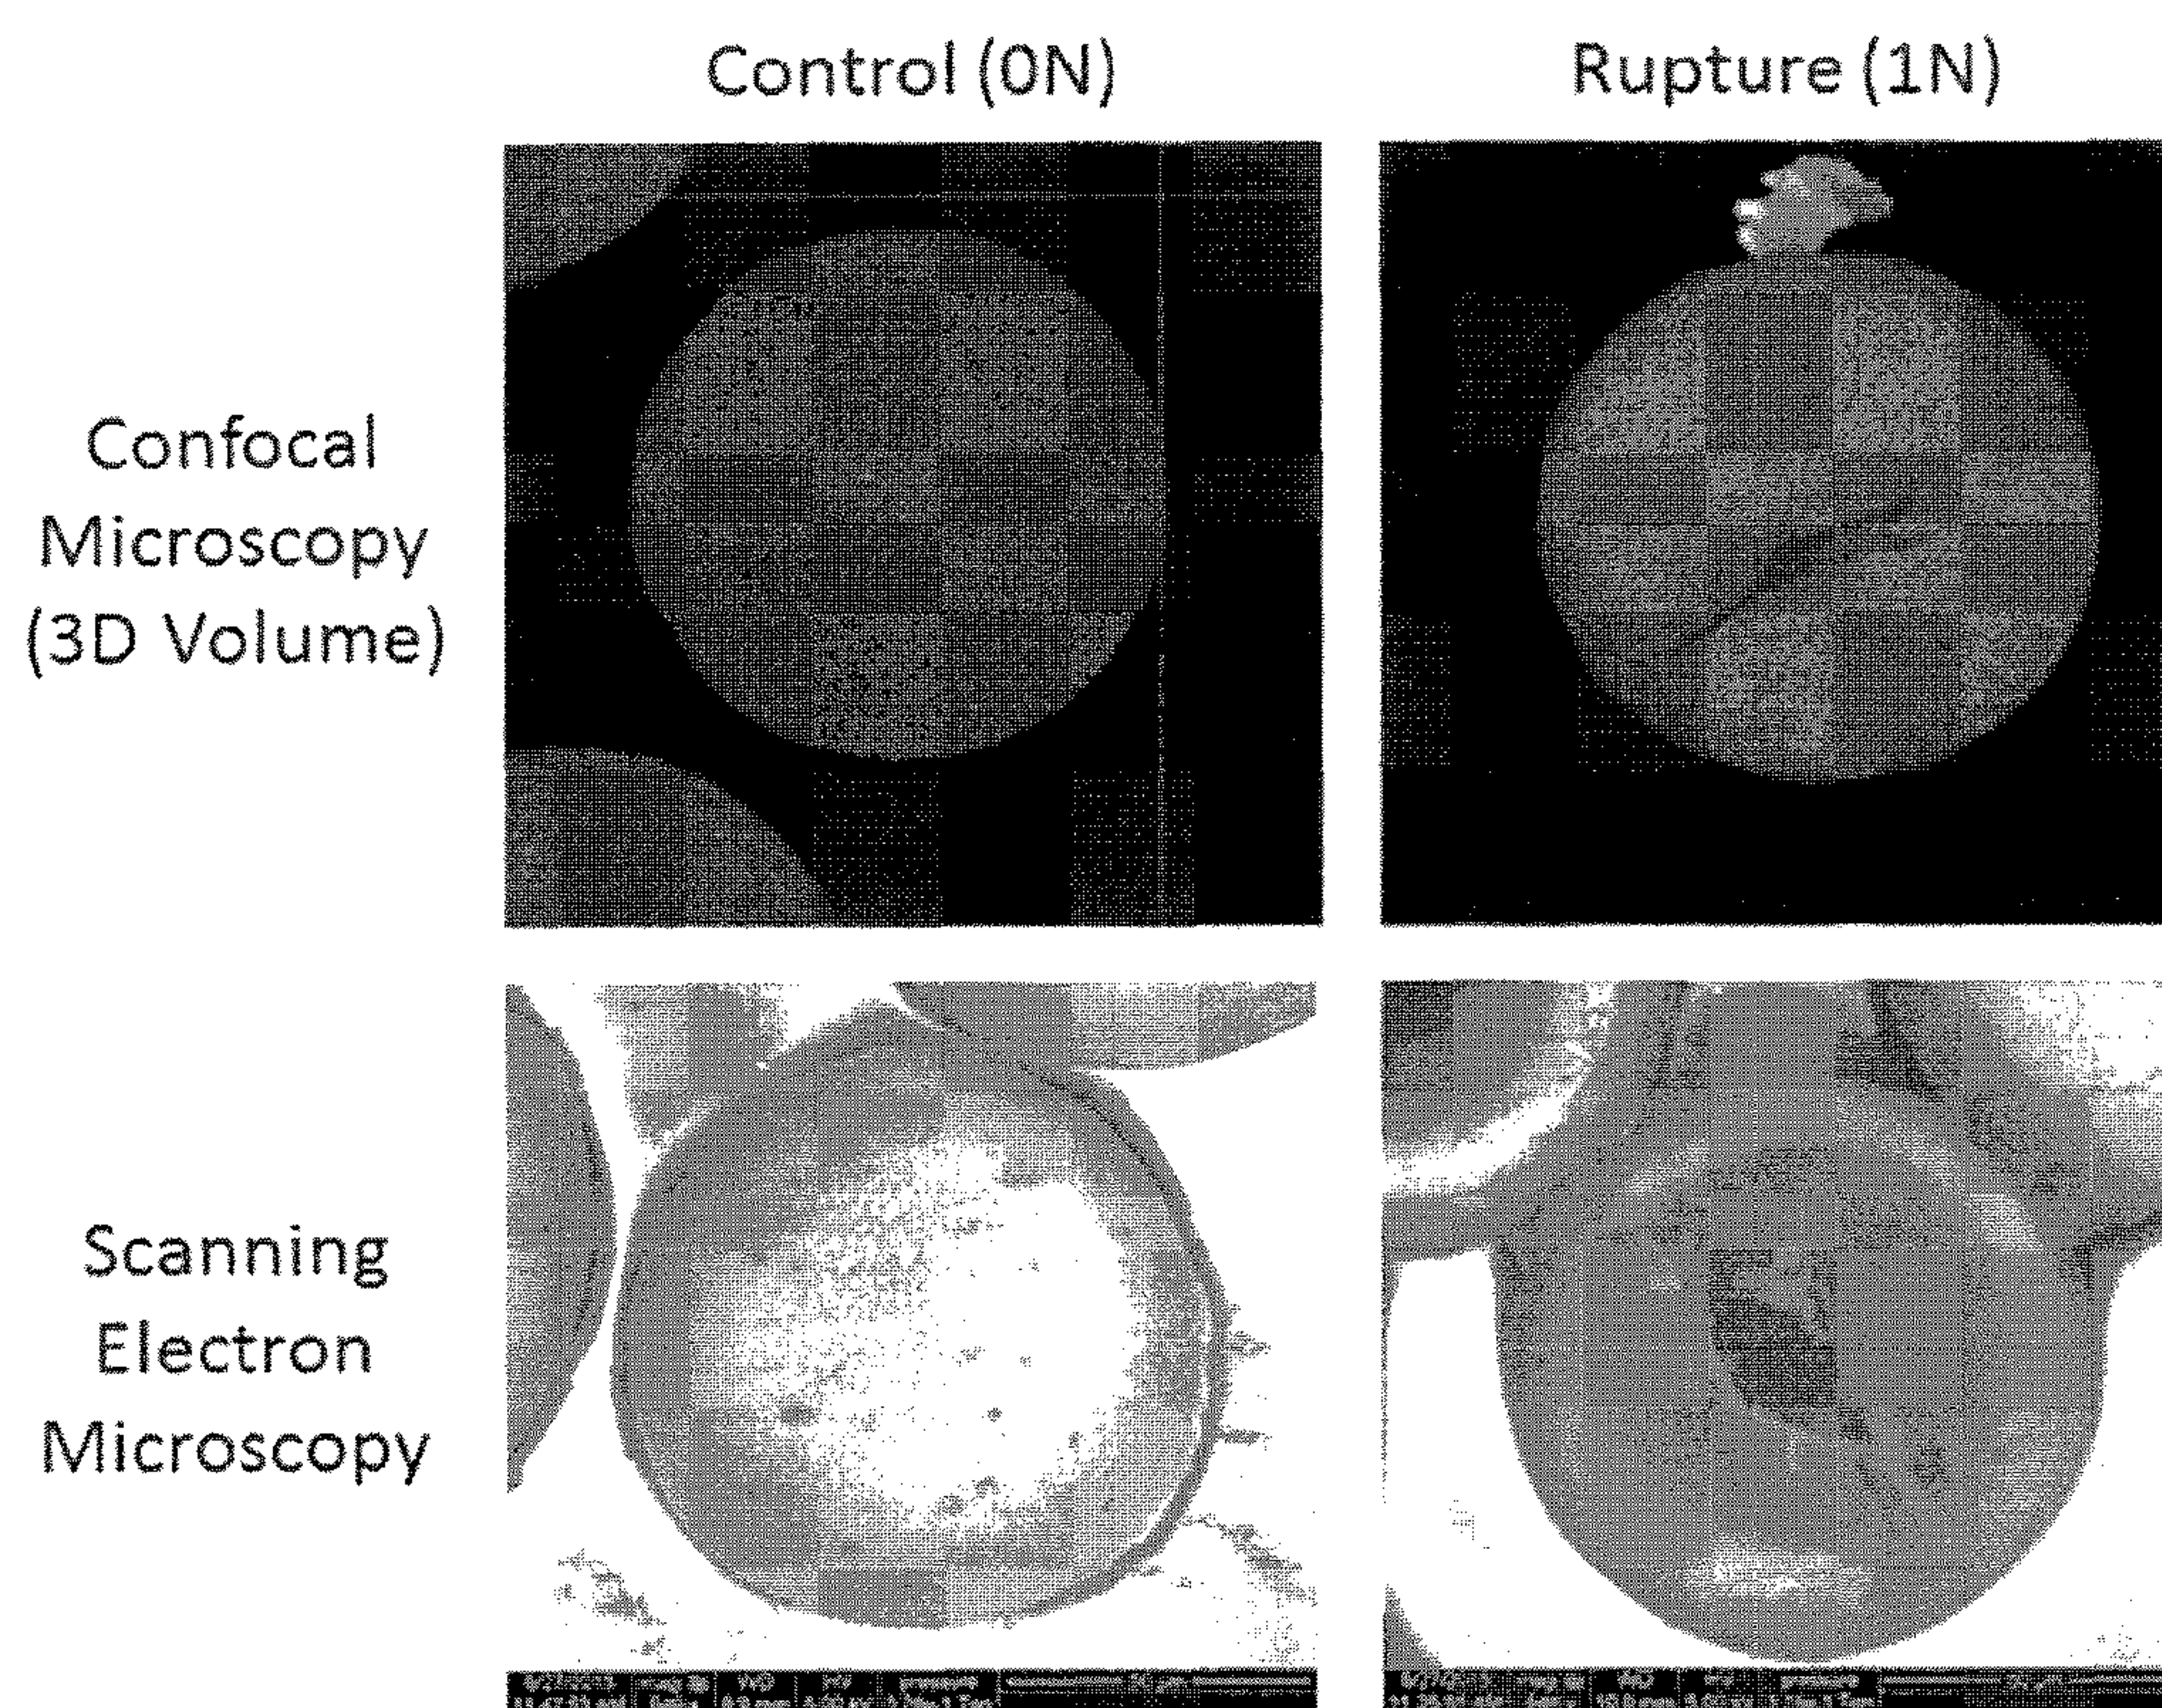 Control (0N)
Rupture (1N)
Confocal
Microscopy
(3D Volume)
Scanning
Electron
Microscopy